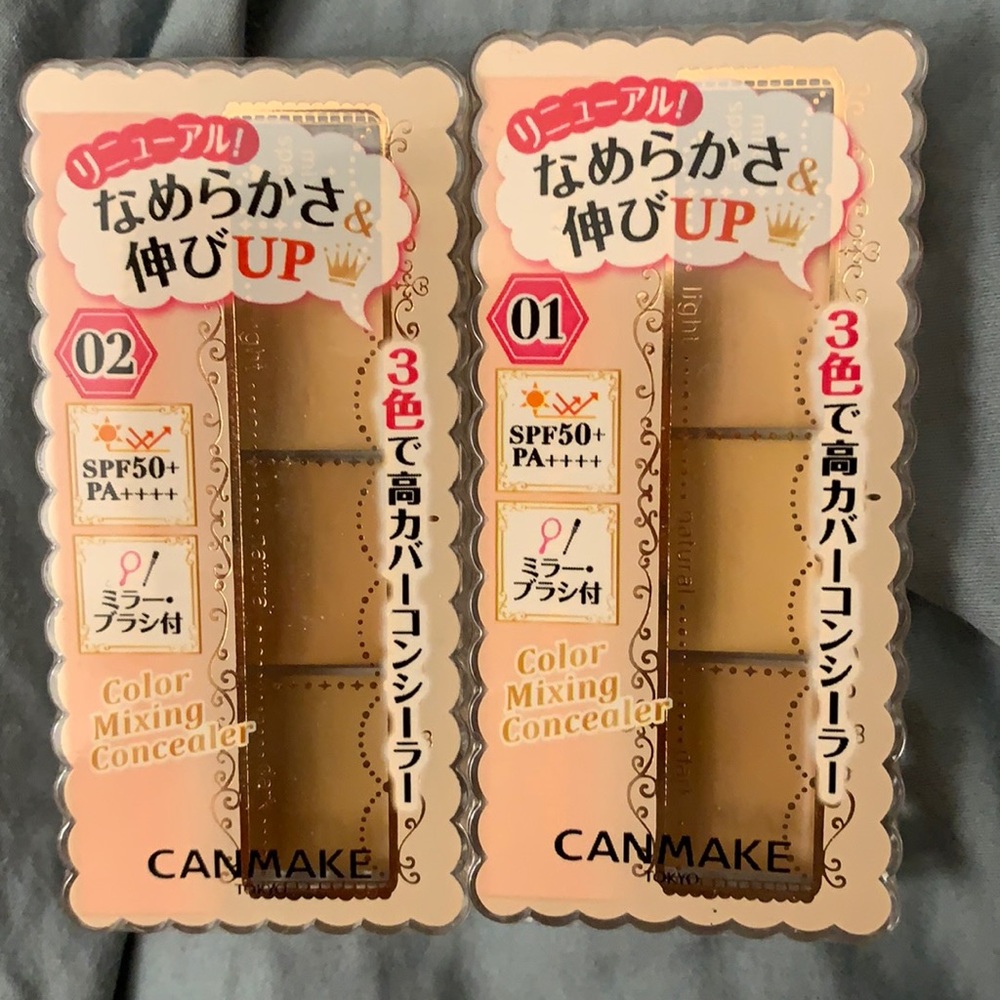 リニューアル!
なめらかさ&
伸びUP
02
SPF50+
PA++++
ミラー・
ブラシ付
3色で高カバーコンシーラー
Color
Mixing
Concealer
CANMAKE
TOKYO
リニューアル!
なめらかさ&
伸びUP
01
SPF50+
PA++++
ミラー・
ブラシ付
3色で高カバーコンシーラー
light
natural
Color
Mixing
Concealer
CANMAKE
TOKYO